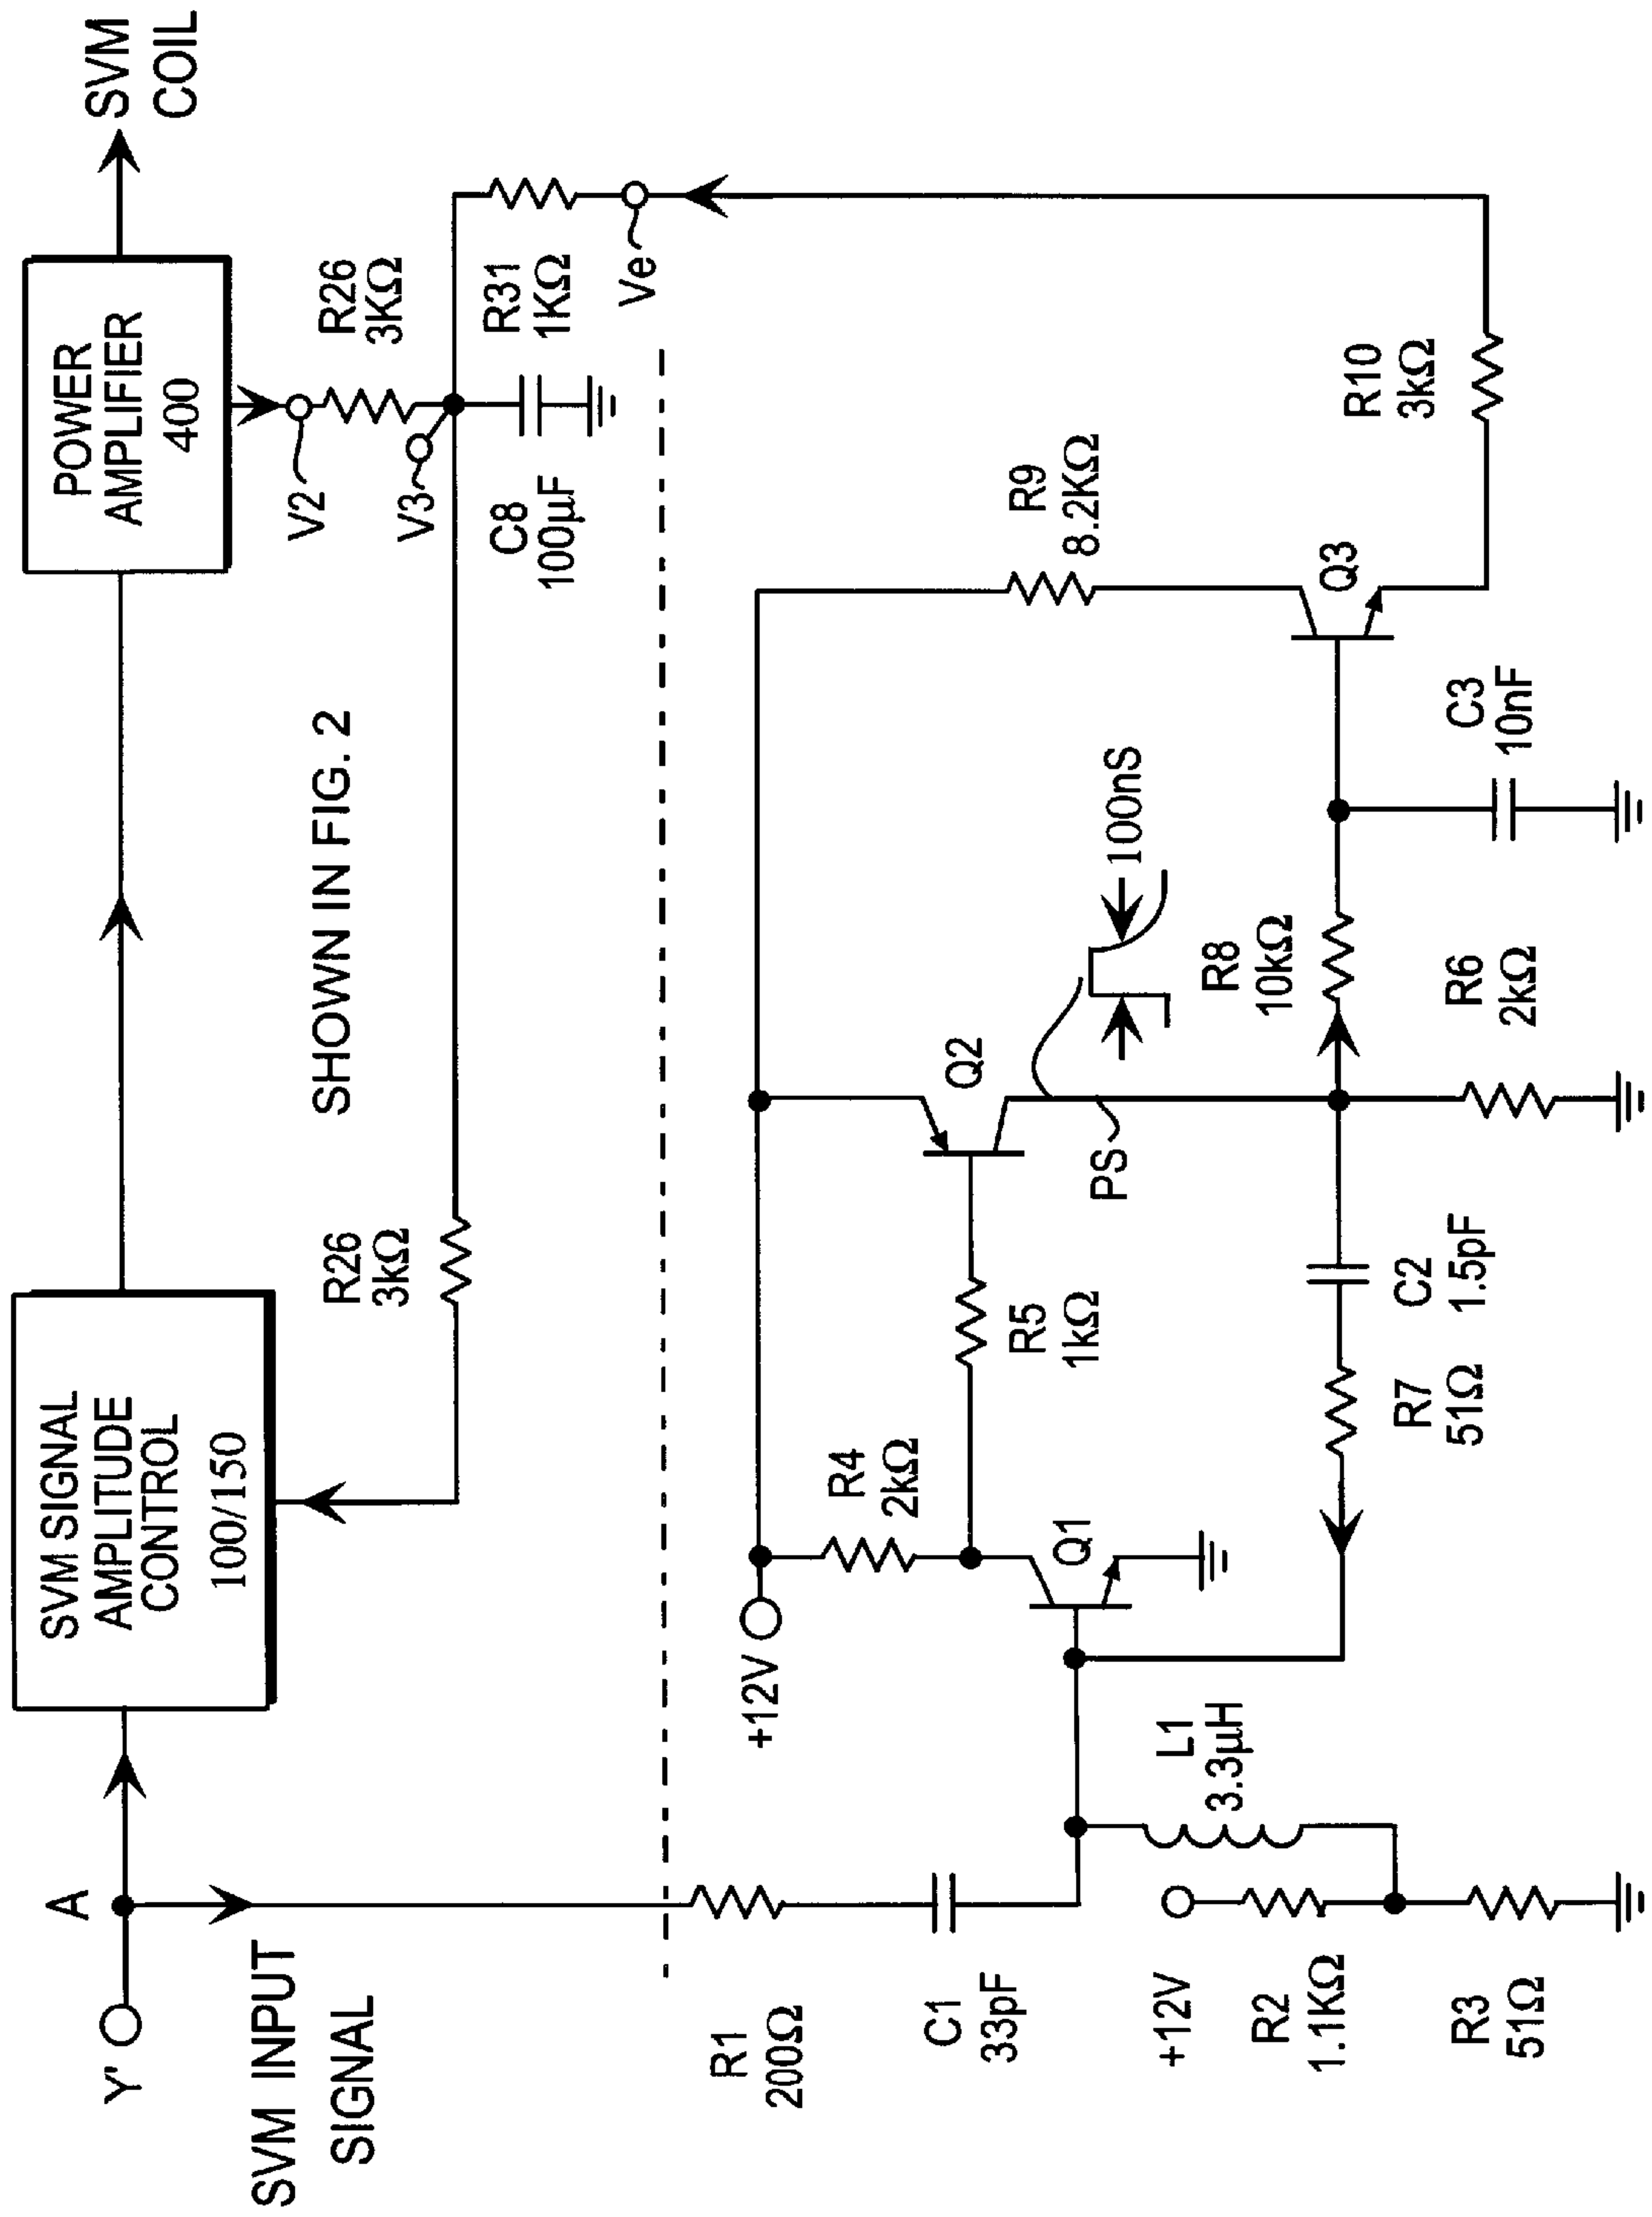 Y'
A
SVM INPUT
SIGNAL
SVM SIGNAL
AMPLITUDE
CONTROL
100/150
POWER
AMPLIFIER
400
SVM
COIL
V2
R26
3KΩ
V3
C8
100μF
R31
1KΩ
Ve
R26
3kΩ
SHOWN IN FIG. 2
R1
200Ω
C1
33pF
+12V
R2
1.1KΩ
R3
51Ω
L1
3.3μH
+12V
R4
2kΩ
Q1
R5
1kΩ
Q2
PS
100nS
R7
51Ω
C2
1.5pF
R8
10kΩ
R6
2kΩ
C3
10nF
R9
8.2KΩ
Q3
R10
3kΩ